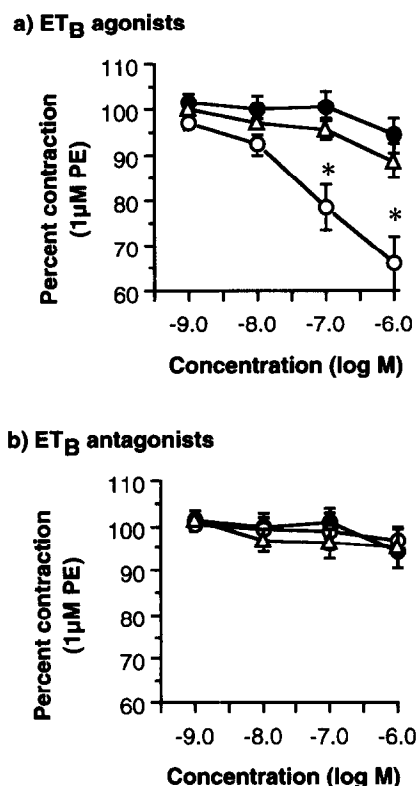 a) ETB agonists
110
100
90
80
70
60
Percent contraction
(1µM PE)
*
*
-9.0 -8.0 -7.0 -6.0
Concentration (log M)
b) ETB antagonists
110
100
90
80
70
60
Percent contraction
(1µM PE)
-9.0 -8.0 -7.0 -6.0
Concentration (log M)